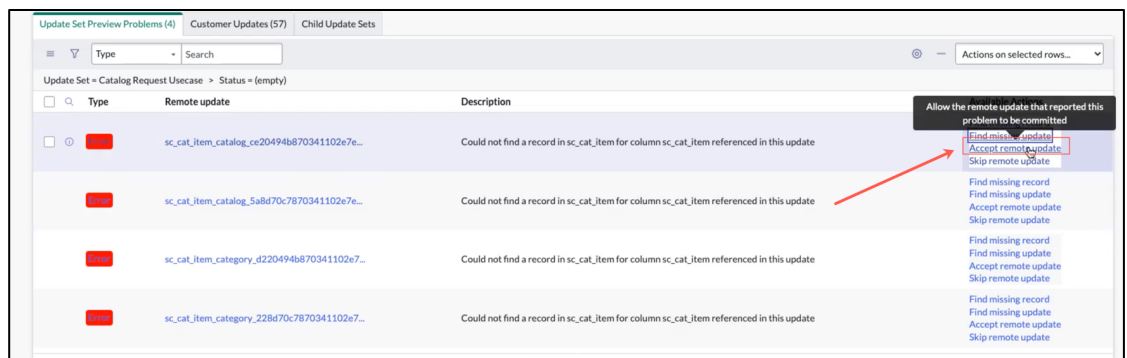 Update Set Preview Problems (4) Customer Updates (57) Child Update Sets
Type Search Actions on selected rows...
Update Set = Catalog Request Usecase > Status = (empty)
Type Remote update Description
Allow the remote update that reported this
problem to be committed
Find missing update
sc_cat_item_catalog_ce20494b870341102e7e... Could not find a record in sc_cat_item for column sc_cat_item referenced in this update
Accept remote update
Skip remote update
Find missing record
Find missing update
Error sc_cat_item_catalog_5a8d70c7870341102e7e... Could not find a record in sc_cat_item for column sc_cat_item referenced in this update
Accept remote update
Skip remote update
Find missing record
Find missing update
Error sc_cat_item_category_d220494b870341102e7... Could not find a record in sc_cat_item for column sc_cat_item referenced in this update
Accept remote update
Skip remote update
Find missing record
Find missing update
Error sc_cat_item_category_228d70c7870341102e7... Could not find a record in sc_cat_item for column sc_cat_item referenced in this update
Accept remote update
Skip remote update